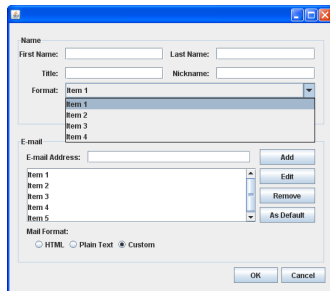 Name
First Name: Last Name:
Title: Nickname:
Format: Item 1
Item 1
Item 2
Item 3
Item 4
E-mail
E-mail Address: Add
Item 1 Edit
Item 2
Item 3 Remove
Item 4
Item 5 As Default
Mail Format:
HTML Plain Text Custom
OK Cancel